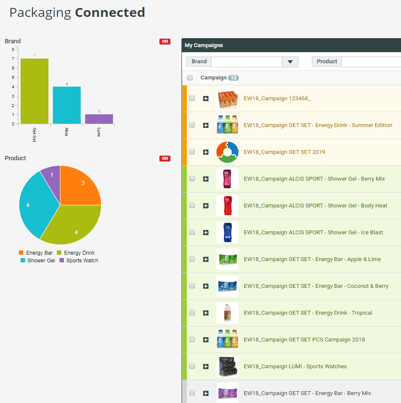 Packaging Connected
Brand
OR
8
7
6
5
4
3
2
1
0
7
4
1
Get Set
Alcis
Lumi
Product
OR
1
3
4
4
Energy Bar
Energy Drink
Shower Gel
Sports Watch
My Campaigns
Brand
Product
Campaign 12
EW18_Campaign 123468_
EW18_Campaign GET SET - Energy Drink - Summer Edition
EW18_Campaign GET SET 2019
EW18_Campaign ALCIS SPORT - Shower Gel - Berry Mix
EW18_Campaign ALCIS SPORT - Shower Gel - Body Heat
EW18_Campaign ALCIS SPORT - Shower Gel - Ice Blast
EW18_Campaign GET SET - Energy Bar - Apple & Lime
EW18_Campaign GET SET - Energy Bar - Coconut & Berry
EW18_Campaign GET SET - Energy Drink - Tropical
EW18_Campaign GET SET PCS Campaign 2018
EW18_Campaign LUMI - Sports Watches
EW18_Campaign GET SET - Energy Bar - Berry Mix